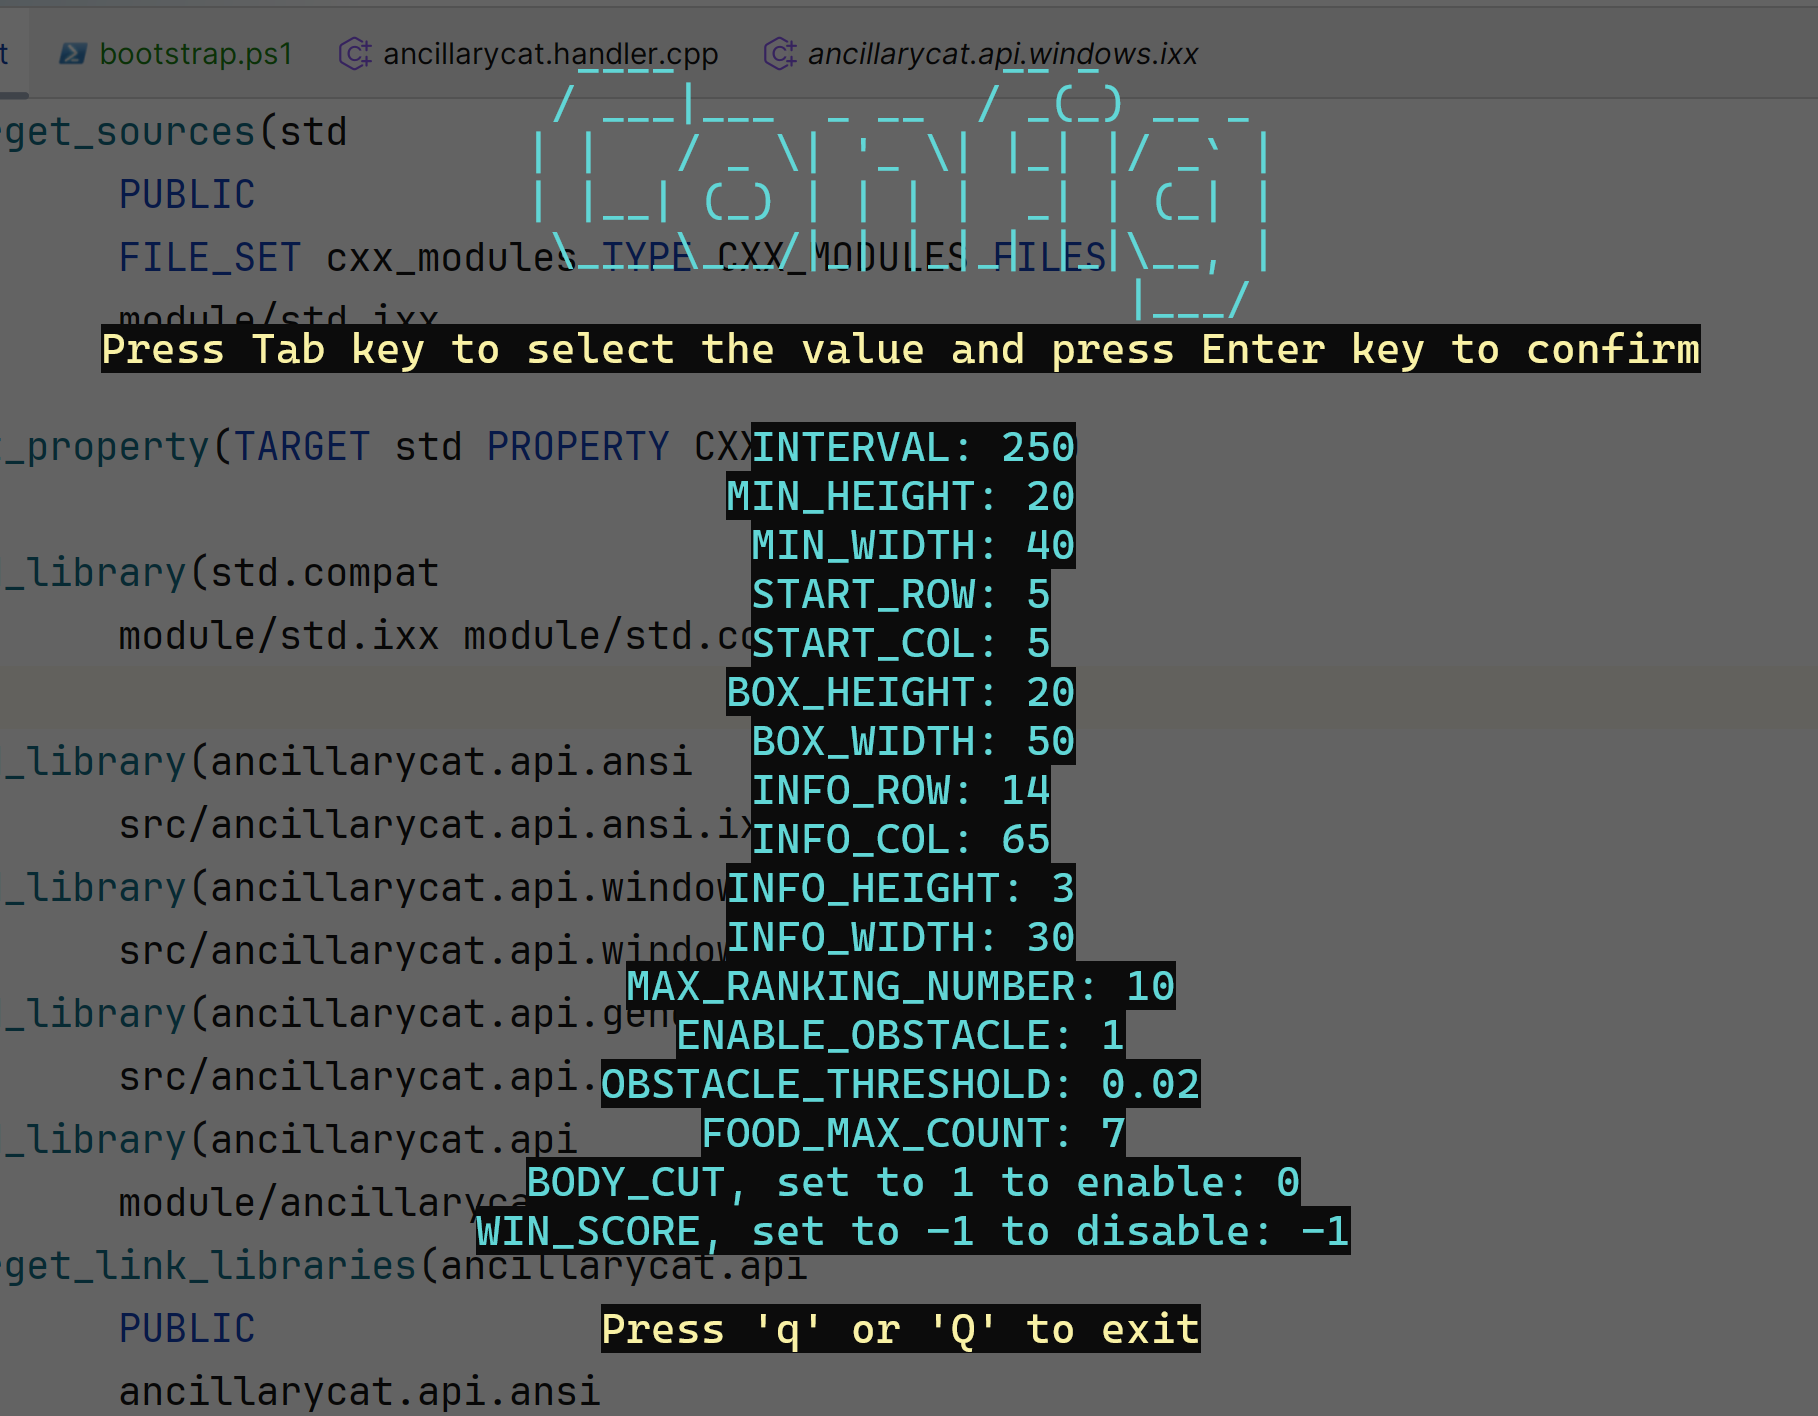 t bootstrap.ps1 ancillarycat.handler.cpp ancillarycat.api.windows.ixx
Config
get_sources(std
PUBLIC
FILE_SET cxx_modules TYPE CXX_MODULES FILES
module/std.ixx
Press Tab key to select the value and press Enter key to confirm
_property(TARGET std PROPERTY CXX
INTERVAL: 250
MIN_HEIGHT: 20
MIN_WIDTH: 40
_library(std.compat
START_ROW: 5
module/std.ixx module/std.co
START_COL: 5
BOX_HEIGHT: 20
BOX_WIDTH: 50
_library(ancillarycat.api.ansi
INFO_ROW: 14
src/ancillarycat.api.ansi.ix
INFO_COL: 65
_library(ancillarycat.api.window
INFO_HEIGHT: 3
src/ancillarycat.api.window
INFO_WIDTH: 30
MAX_RANKING_NUMBER: 10
_library(ancillarycat.api.gen
ENABLE_OBSTACLE: 1
src/ancillarycat.api.
OBSTACLE_THRESHOLD: 0.02
_library(ancillarycat.api
FOOD_MAX_COUNT: 7
BODY_CUT, set to 1 to enable: 0
module/ancillaryca
WIN_SCORE, set to -1 to disable: -1
get_link_libraries(ancillarycat.api
PUBLIC
Press 'q' or 'Q' to exit
ancillarycat.api.ansi